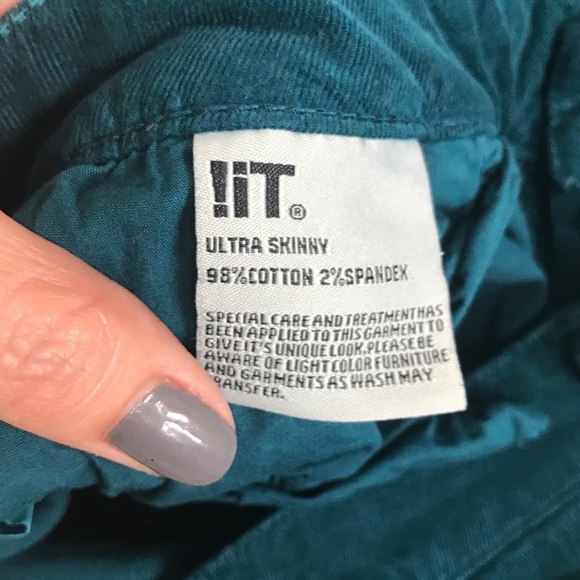 !iT®
ULTRA SKINNY
98%COTTON 2%SPANDEX
SPECIAL CARE AND TREATMENT HAS
BEEN APPLIED TO THIS GARMENT TO
GIVE IT'S UNIQUE LOOK, PLEASE BE
AWARE OF LIGHT COLOR FURNITURE
AND GARMENTS AS WASH MAY
TRANSFER.